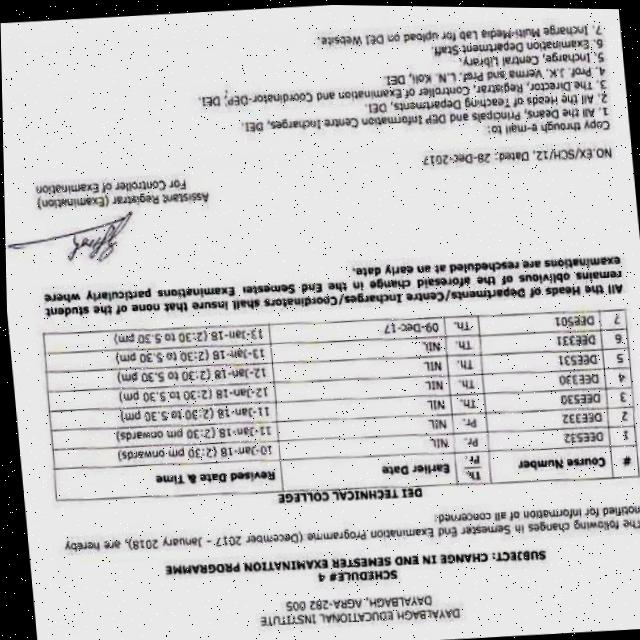 DAYALBAGH EDUCATIONAL INSTITUTE
DAYALBAGH, AGRA-282 005
SCHEDULE# 4
SUBJECT: CHANGE IN END SEMESTER EXAMINATION PROGRAMME
the following changes in Semester End Examination Programme (December 2017 – January 2018), are hereby
notified for information of all concerned:
DEI TECHNICAL COLLEGE
# Course Number Th. Pr. Earlier Date Revised Date & Time
1 DEE532 Pr. NIL 10-Jan-18 (2:30 pm onwards)
2 DEE332 Pr. NIL 11-Jan-18 (2:30 pm onwards)
3 DEE530 Th. NIL 11-Jan-18 (2:30 to 5.30 pm)
4 DEE330 Th. NIL 12-Jan-18 (2:30 to 5.30 pm)
5 DEE531 Th. NIL 12-Jan-18 (2:30 to 5.30 pm)
6 DEE331 Th. NIL 13-Jan-18 (2:30 to 5.30 pm)
7 DEE501 Th. 09-Dec-17 13-Jan-18 (2:30 to 5.30 pm)
All the Heads of Departments/Centre Incharges/Coordinators shall insure that none of the student
remains oblivious of the aforesaid change in the End Semester Examinations particularly where
examinations are rescheduled at an early date.
Assistant Registrar (Examination)
For Controller of Examination
NO.EX/SCH/12, Dated: 28-Dec-2017
Copy through e-mail to:
1. All the Deans, Principals and DEP Information Centre Incharges, DEI.
2. All the Heads of Teaching Departments, DEI.
3. The Director, Registrar, Controller of Examination and Coordinator-DEP, DEI.
4. Prof. J.K. Verma and Prof. L.N. Koli, DEI.
5. Incharge, Central Library.
6. Examination Department Staff.
7. Incharge Multi-Media Lab for upload on DEI Website.